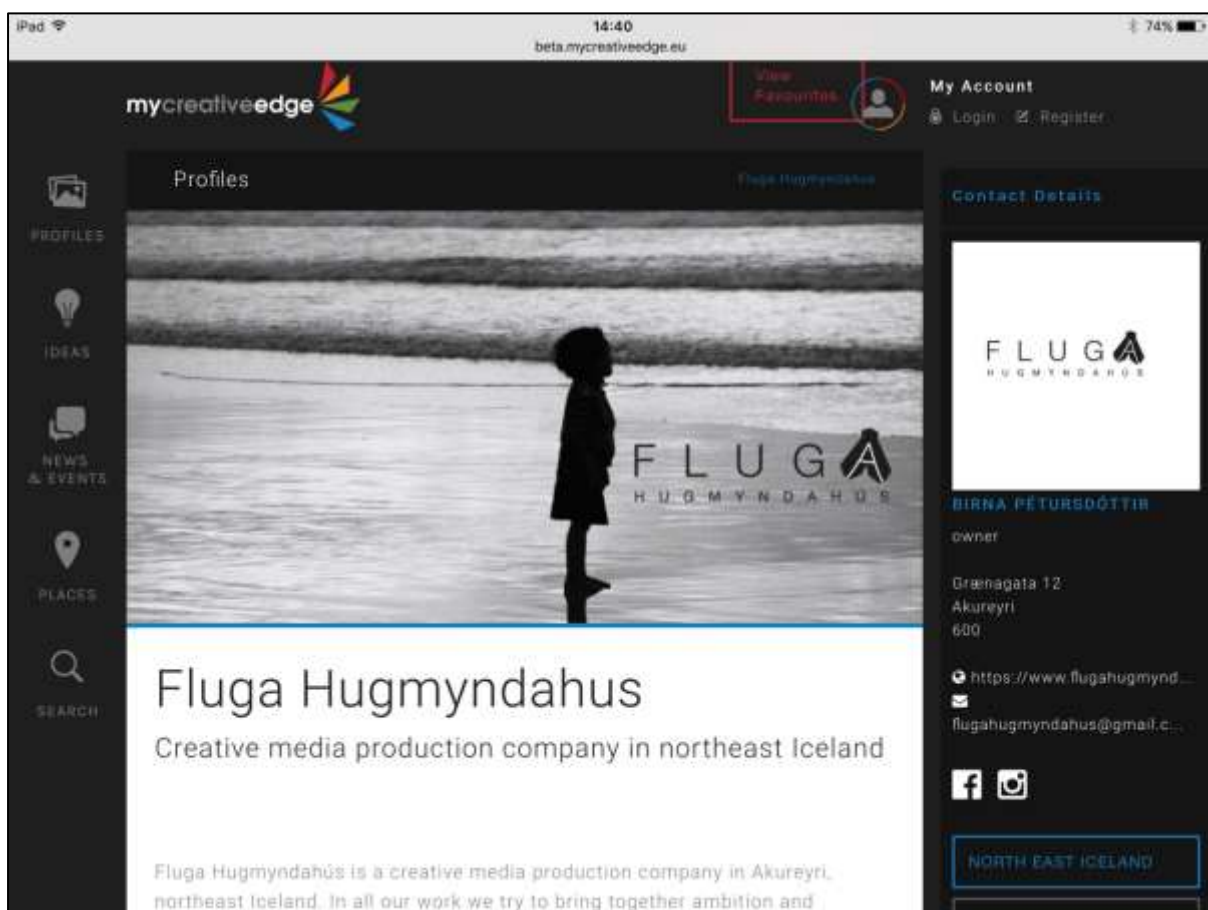 iPad
14:40
74%
beta.mycreativeedge.eu
mycreativeedge
View
Favourites
My Account
Login Register
PROFILES
IDEAS
NEWS
& EVENTS
PLACES
SEARCH
Profiles
Fluga Hugmyndahus
FLUGA
HUGMYNDAHÚS
Fluga Hugmyndahus
Creative media production company in northeast Iceland
Fluga Hugmyndahús is a creative media production company in Akureyri,
northeast Iceland. In all our work we try to bring together ambition and
Contact Details
FLUGA
HUGMYNDAHÚS
BIRNA PÉTURSDÓTTIR
owner
Grænagata 12
Akureyri
600
https://www.flugahugmynd...
flugahugmyndahus@gmail.c...
NORTH EAST ICELAND